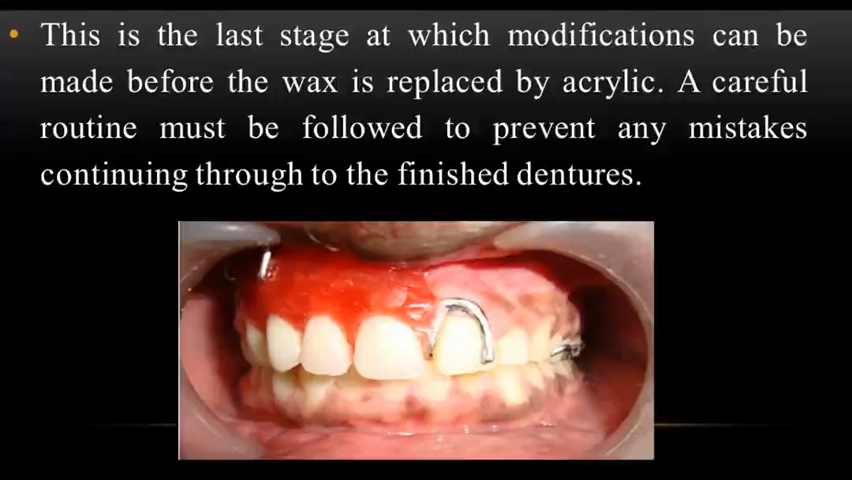 • This is the last stage at which modifications can be
made before the wax is replaced by acrylic. A careful
routine must be followed to prevent any mistakes
continuing through to the finished dentures.